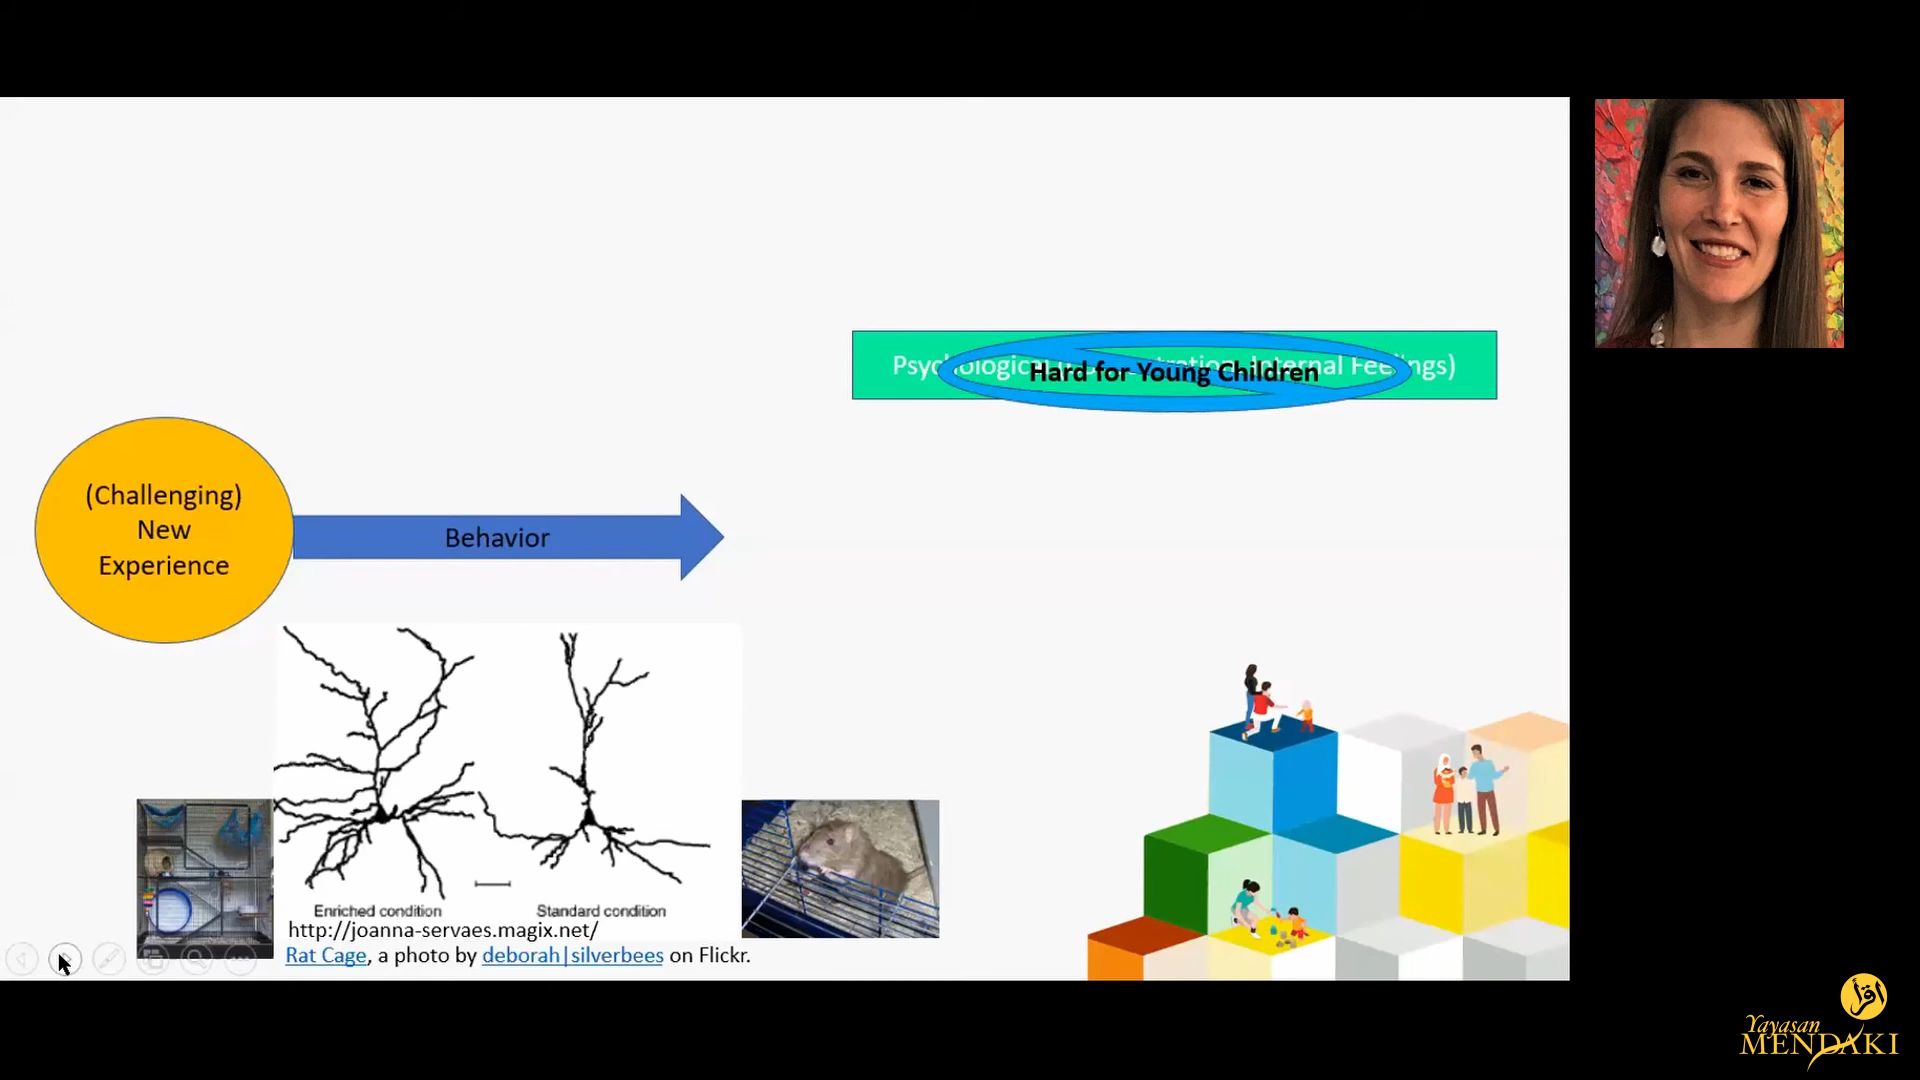 Hard for Young Children
(Challenging)
New
Experience
Behavior
Enriched condition
Standard condition
http://joanna-servaes.magix.net/
Rat Cage, a photo by deborah|silverbees on Flickr.
اقرأ
Yayasan
MENDAKI